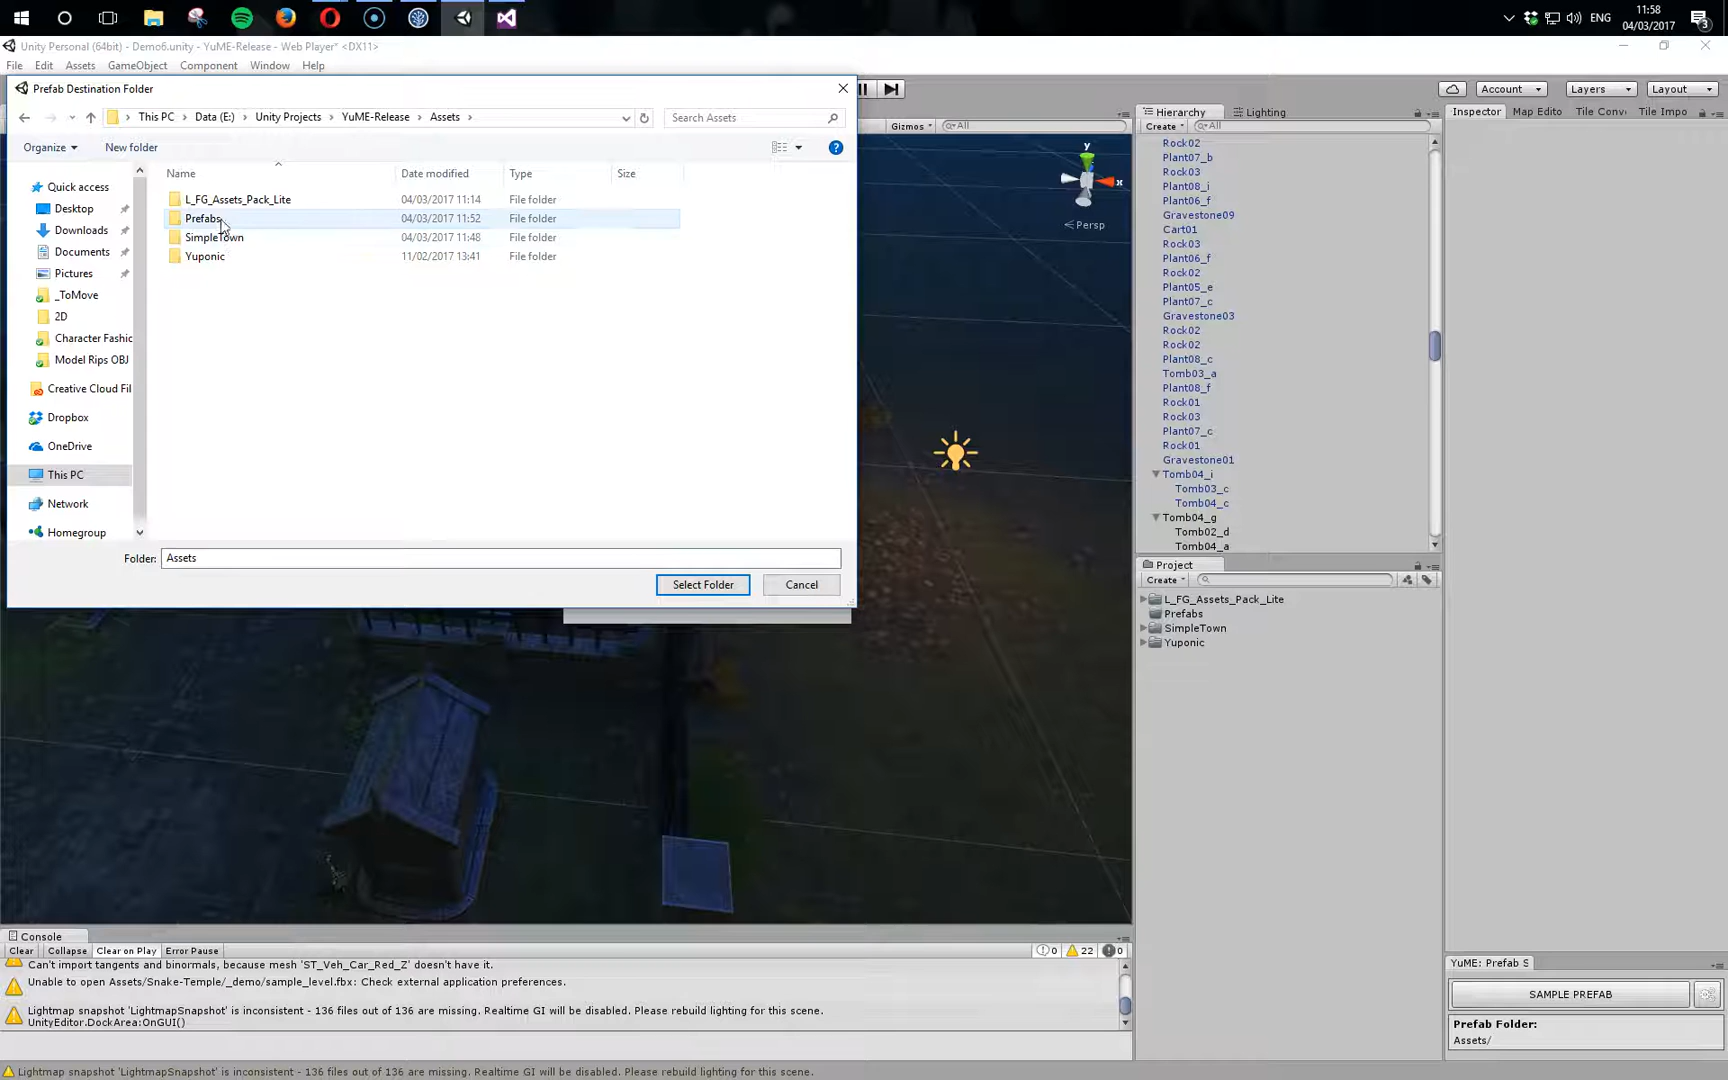 11:58
ENG
04/03/2017
3
Unity Personal (64bit) - Demo6.unity - YuME-Release - Web Player* <DX11>
File Edit Assets GameObject Component Window Help
Prefab Destination Folder
This PC Data (E:) Unity Projects YuME-Release Assets
Search Assets
Organize New folder
Name Date modified Type Size
L_FG_Assets_Pack_Lite 04/03/2017 11:14 File folder
Prefabs 04/03/2017 11:52 File folder
SimpleTown 04/03/2017 11:48 File folder
Yuponic 11/02/2017 13:41 File folder
Quick access
Desktop
Downloads
Documents
Pictures
_ToMove
2D
Character Fashic
Model Rips OBJ
Creative Cloud Fil
Dropbox
OneDrive
This PC
Network
Homegroup
Folder: Assets
Select Folder Cancel
Account Layers Layout
Gizmos All
y
x
Persp
Hierarchy Lighting
Create All
Rock02
Plant07_b
Rock03
Plant08_i
Plant06_f
Gravestone09
Cart01
Rock03
Plant06_f
Rock02
Plant05_e
Plant07_c
Gravestone03
Rock02
Rock02
Plant08_c
Tomb03_a
Plant08_f
Rock01
Rock03
Plant07_c
Rock01
Gravestone01
Tomb04_i
Tomb03_c
Tomb04_c
Tomb04_g
Tomb02_d
Tomb04_a
Project
Create
L_FG_Assets_Pack_Lite
Prefabs
SimpleTown
Yuponic
Inspector Map Edito Tile Conv Tile Impo
Console
Clear Collapse Clear on Play Error Pause
0 22 0
Can't import tangents and binormals, because mesh 'ST_Veh_Car_Red_Z' doesn't have it.
Unable to open Assets/Snake-Temple/_demo/sample_level.fbx: Check external application preferences.
Lightmap snapshot 'LightmapSnapshot' is inconsistent - 136 files out of 136 are missing. Realtime GI will be disabled. Please rebuild lighting for this scene.
UnityEditor.DockArea:OnGUI()
YuME: Prefab S
SAMPLE PREFAB
Prefab Folder:
Assets/
Lightmap snapshot 'LightmapSnapshot' is inconsistent - 136 files out of 136 are missing. Realtime GI will be disabled. Please rebuild lighting for this scene.